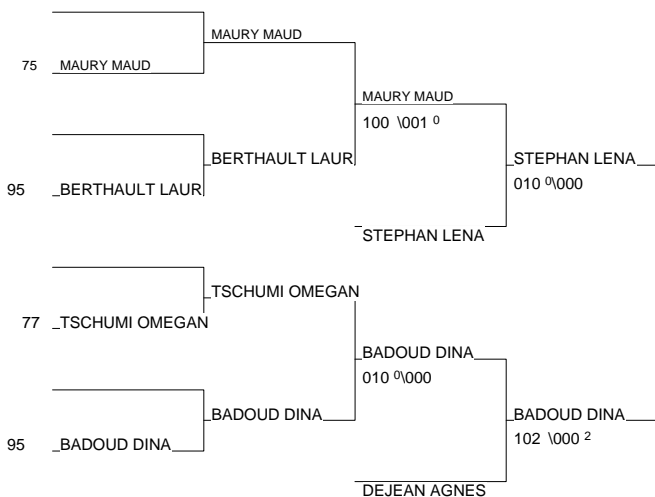 MAURY MAUD
75 MAURY MAUD
MAURY MAUD
100 \001 0
BERTHAULT LAUR
STEPHAN LENA
010 0\000
95 BERTHAULT LAUR
STEPHAN LENA
TSCHUMI OMEGAN
77 TSCHUMI OMEGAN
BADOUD DINA
010 0\000
BADOUD DINA
BADOUD DINA
102 \000 2
95 BADOUD DINA
DEJEAN AGNES